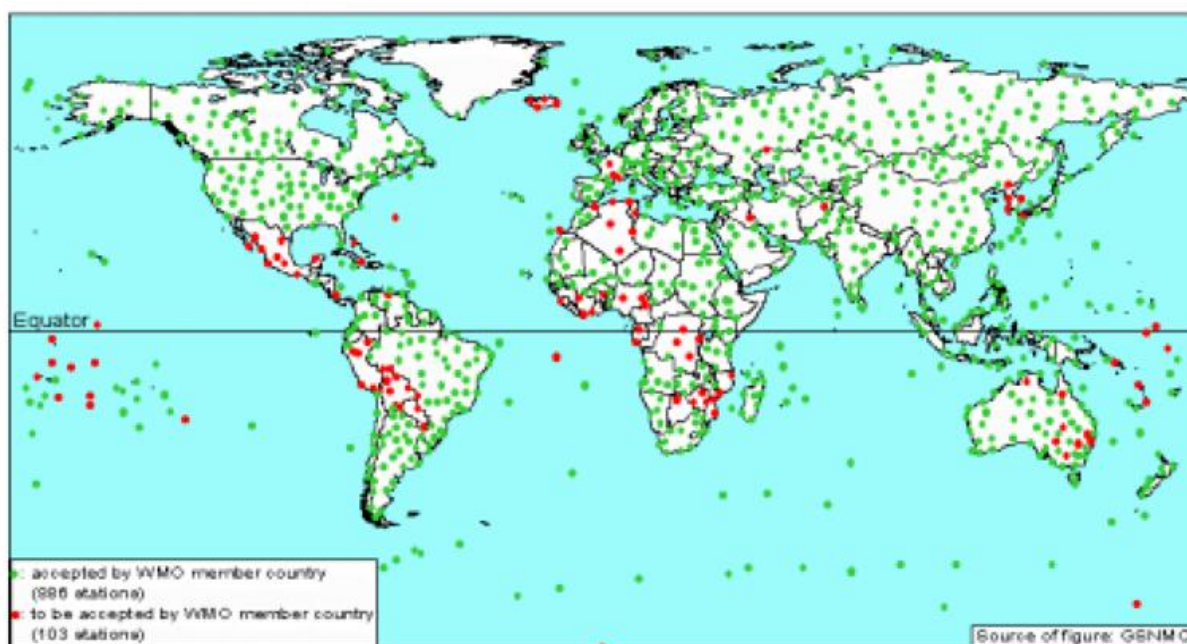 Equator
: accepted by WMO member country
(886 stations)
: to be accepted by WMO member country
(103 stations)
Source of figure: GSNMC